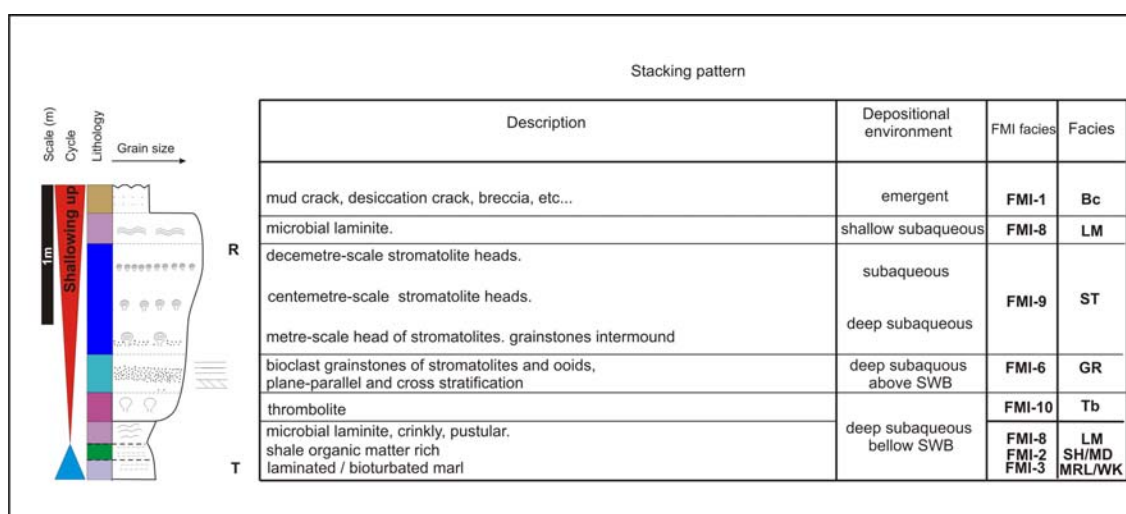 Stacking pattern
Scale (m)
Cycle
Lithology
Grain size
Description
Depositional
environment
FMI facies
Facies
1m
Shallowing up
R
T
mud crack, desiccation crack, breccia, etc...
emergent
FMI-1
Bc
microbial laminite.
shallow subaqueous
FMI-8
LM
decemetre-scale stromatolite heads.
subaqueous
centemetre-scale stromatolite heads.
FMI-9
ST
deep subaqueous
metre-scale head of stromatolites. grainstones intermound
bioclast grainstones of stromatolites and ooids,
plane-parallel and cross stratification
deep subaquous
above SWB
FMI-6
GR
thrombolite
FMI-10
Tb
deep subaqueous
bellow SWB
microbial laminite, crinkly, pustular.
FMI-8
LM
shale organic matter rich
FMI-2
SH/MD
laminated / bioturbated marl
FMI-3
MRL/WK